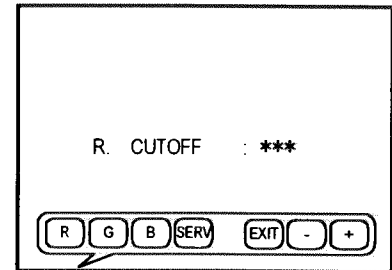 R. CUTOFF : ***
R G B SERV EXIT - +